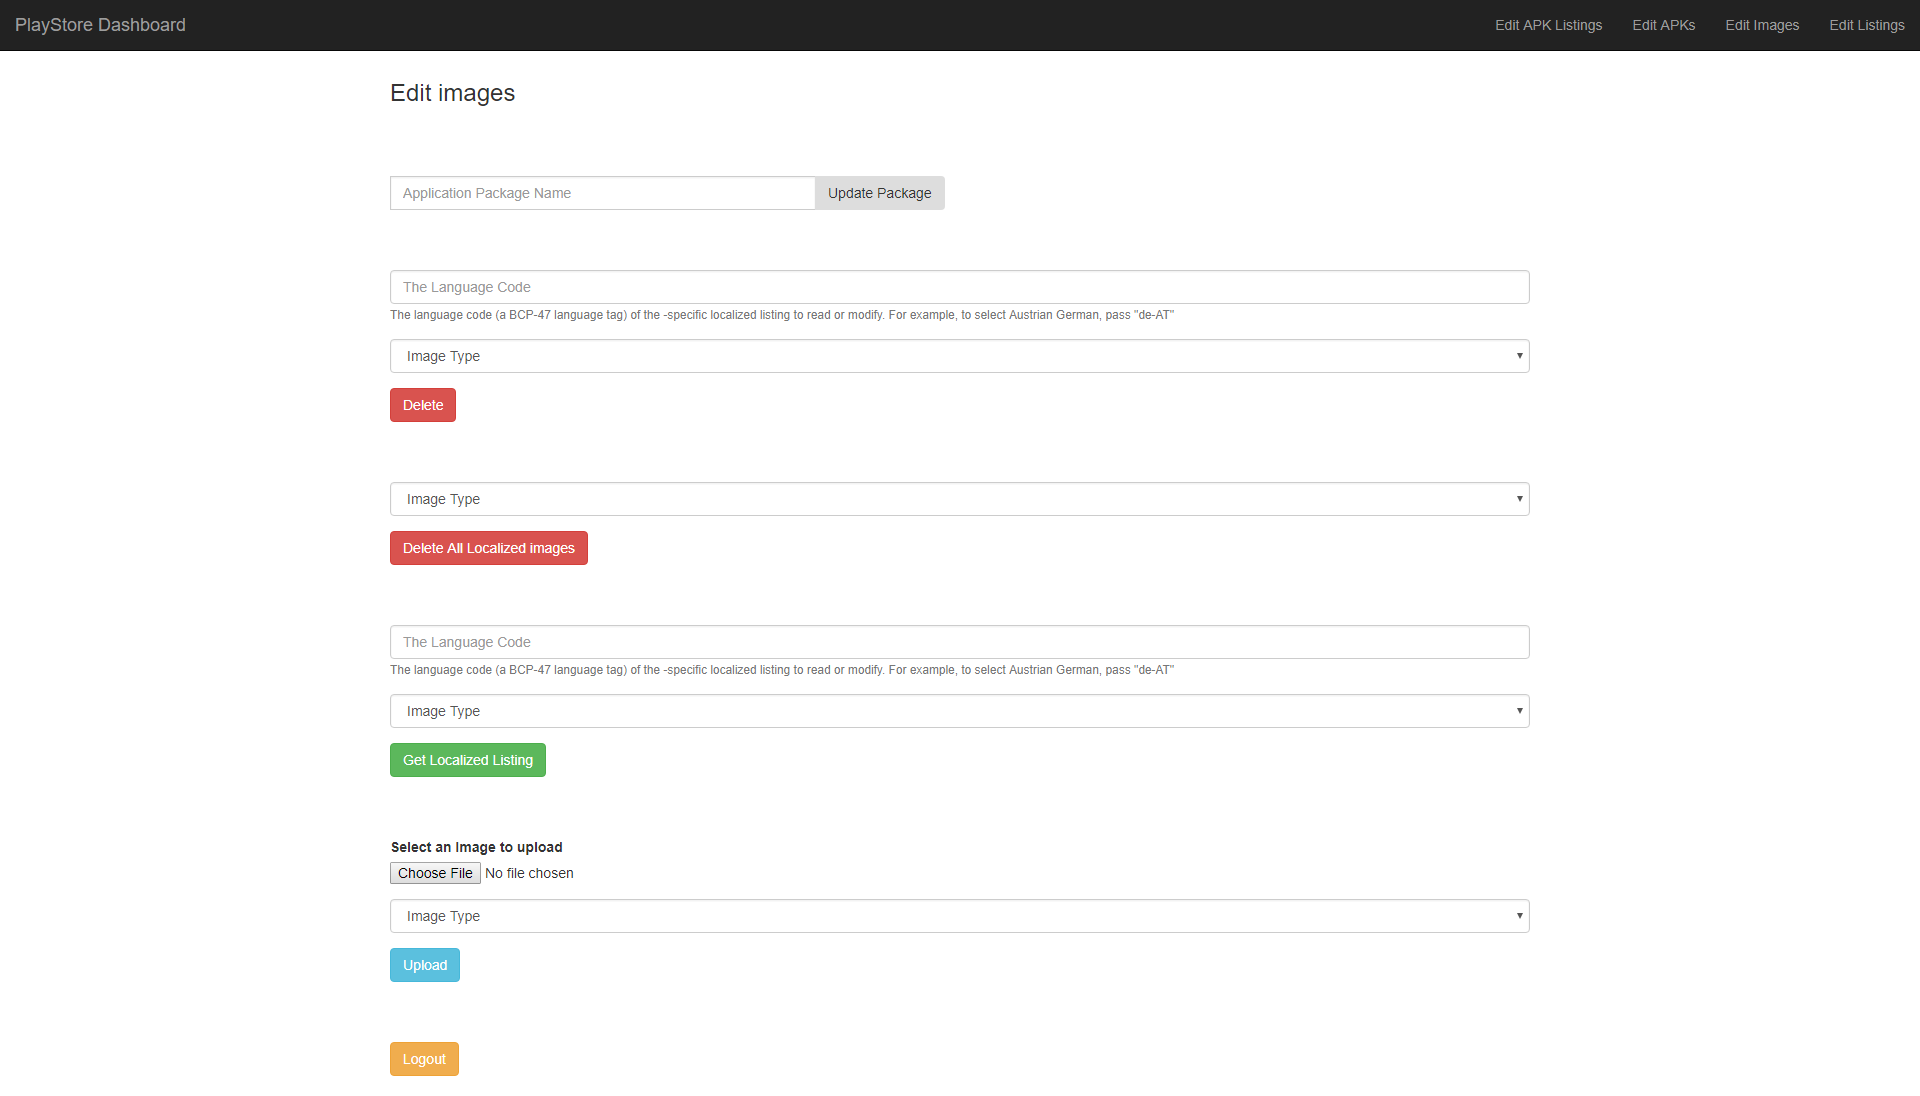 PlayStore Dashboard Edit APK Listings Edit APKs Edit Images Edit Listings
Edit images
Application Package Name Update Package
The Language Code
The language code (a BCP-47 language tag) of the -specific localized listing to read or modify. For example, to select Austrian German, pass "de-AT"
Image Type
Delete
Image Type
Delete All Localized images
The Language Code
The language code (a BCP-47 language tag) of the -specific localized listing to read or modify. For example, to select Austrian German, pass "de-AT"
Image Type
Get Localized Listing
Select an image to upload
Choose File No file chosen
Image Type
Upload
Logout